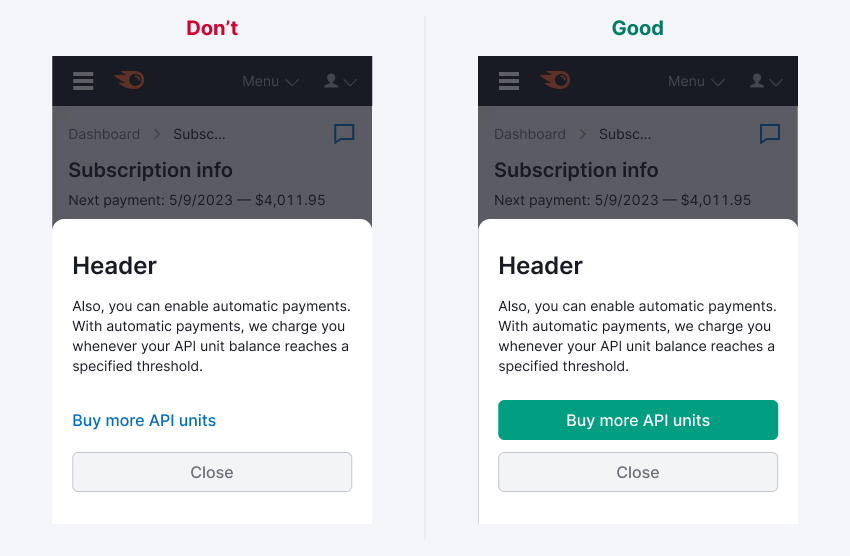 Don't
Menu
Dashboard
Subsc...
Subscription info
Next payment: 5/9/2023 — $4,011.95
Header
Also, you can enable automatic payments.
With automatic payments, we charge you
whenever your API unit balance reaches a
specified threshold.
Buy more API units
Close
Good
Menu
Dashboard
Subsc...
Subscription info
Next payment: 5/9/2023 — $4,011.95
Header
Also, you can enable automatic payments.
With automatic payments, we charge you
whenever your API unit balance reaches a
specified threshold.
Buy more API units
Close